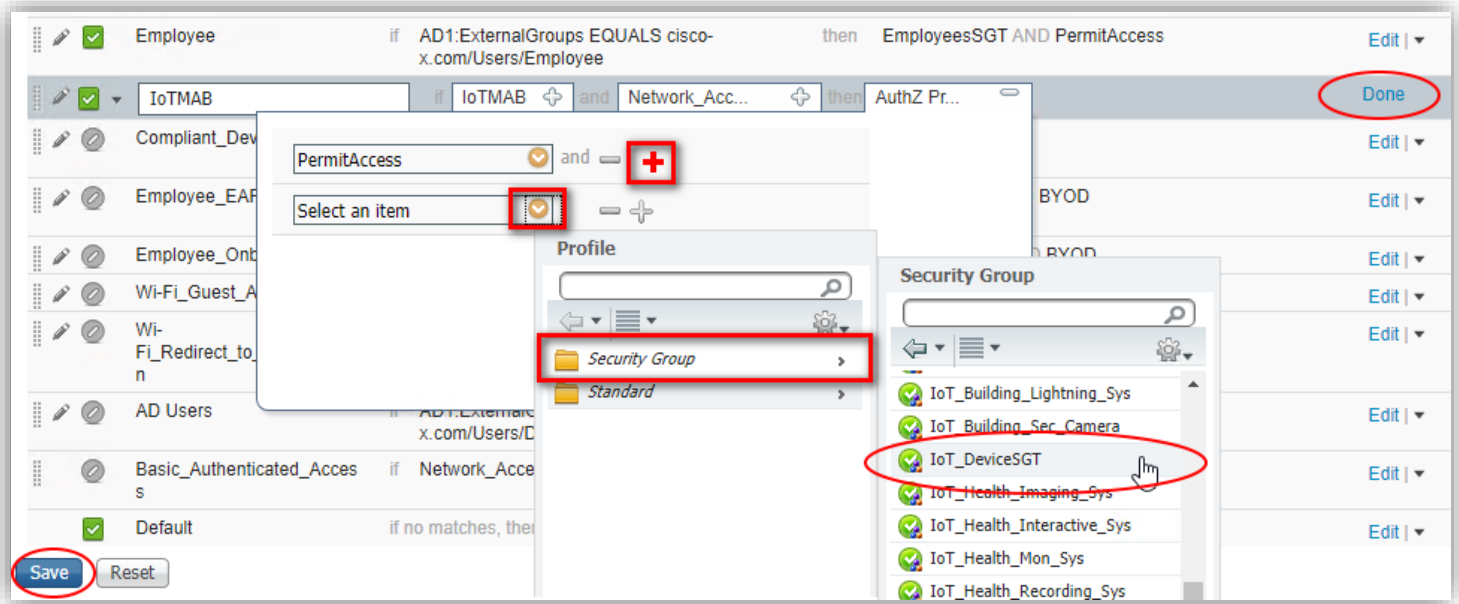 Employee if AD1:ExternalGroups EQUALS cisco- then EmployeesSGT AND PermitAccess Edit |
x.com/Users/Employee
IoTMAB if IoTMAB and Network_Acc... then AuthZ Pr... Done
Compliant_Dev Edit |
PermitAccess and
Employee_EAP BYOD Edit |
Select an item
Profile
Employee_Onb BYOD Edit |
Security Group
Wi-Fi_Guest_A Edit |
Wi- Edit |
Fi_Redirect_to_
n
Security Group
Standard
IoT_Building_Lightning_Sys
AD Users if AD1:ExternalG Edit |
x.com/Users/D
IoT_Building_Sec_Camera
IoT_DeviceSGT
Basic_Authenticated_Acces if Network_Acce Edit |
s
IoT_Health_Imaging_Sys
Default if no matches, then Edit |
IoT_Health_Interactive_Sys
IoT_Health_Mon_Sys
Save Reset
IoT_Health_Recording_Sys